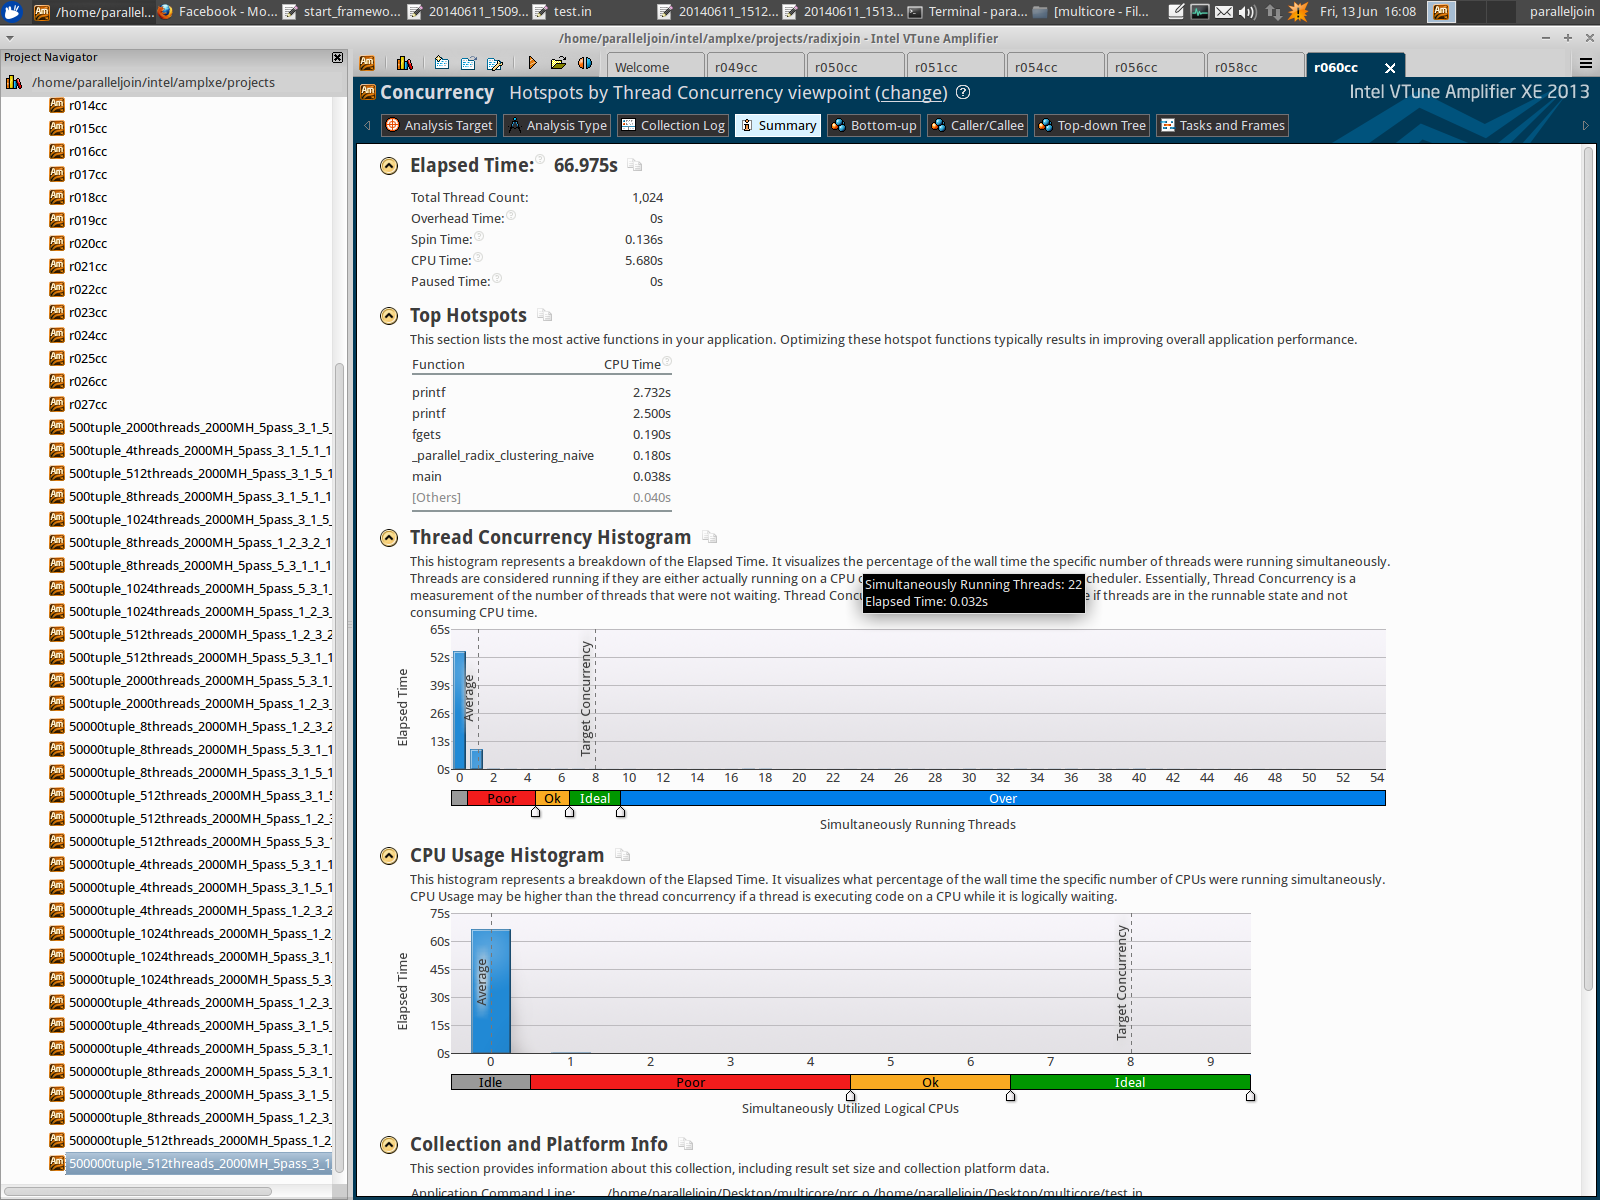 /home/parallel...
Facebook - Mo...
start_framewo...
20140611_1509...
test.in
20140611_1512...
20140611_1513...
Terminal - para...
[multicore - Fil...
Fri, 13 Jun 16:08
paralleljoin
/home/paralleljoin/intel/amplxe/projects/radixjoin - Intel VTune Amplifier
Project Navigator
/home/paralleljoin/intel/amplxe/projects
r014cc
r015cc
r016cc
r017cc
r018cc
r019cc
r020cc
r021cc
r022cc
r023cc
r024cc
r025cc
r026cc
r027cc
500tuple_2000threads_2000MH_5pass_3_1_5_
500tuple_4threads_2000MH_5pass_3_1_5_1_1
500tuple_512threads_2000MH_5pass_3_1_5_1
500tuple_8threads_2000MH_5pass_3_1_5_1_1
500tuple_1024threads_2000MH_5pass_3_1_5_
500tuple_8threads_2000MH_5pass_1_2_3_2_1
500tuple_8threads_2000MH_5pass_5_3_1_1_1
500tuple_1024threads_2000MH_5pass_5_3_1
500tuple_1024threads_2000MH_5pass_1_2_3_
500tuple_512threads_2000MH_5pass_1_2_3_2
500tuple_512threads_2000MH_5pass_5_3_1_1
500tuple_2000threads_2000MH_5pass_5_3_1_
500tuple_2000threads_2000MH_5pass_1_2_3_
50000tuple_8threads_2000MH_5pass_1_2_3_2
50000tuple_8threads_2000MH_5pass_5_3_1_1
50000tuple_8threads_2000MH_5pass_3_1_5_1
50000tuple_512threads_2000MH_5pass_3_1_5
50000tuple_512threads_2000MH_5pass_1_2_3
50000tuple_512threads_2000MH_5pass_5_3_1
50000tuple_4threads_2000MH_5pass_5_3_1_1
50000tuple_4threads_2000MH_5pass_3_1_5_1
50000tuple_4threads_2000MH_5pass_1_2_3_2
50000tuple_1024threads_2000MH_5pass_1_2_
50000tuple_1024threads_2000MH_5pass_3_1_
50000tuple_1024threads_2000MH_5pass_5_3_
500000tuple_4threads_2000MH_5pass_1_2_3_
500000tuple_4threads_2000MH_5pass_3_1_5_
500000tuple_4threads_2000MH_5pass_5_3_1_
500000tuple_8threads_2000MH_5pass_5_3_1_
500000tuple_8threads_2000MH_5pass_3_1_5_
500000tuple_8threads_2000MH_5pass_1_2_3_
500000tuple_512threads_2000MH_5pass_1_2_
500000tuple_512threads_2000MH_5pass_3_1_
Welcome
r049cc
r050cc
r051cc
r054cc
r056cc
r058cc
r060cc
Concurrency Hotspots by Thread Concurrency viewpoint (change)
Intel VTune Amplifier XE 2013
Analysis Target
Analysis Type
Collection Log
Summary
Bottom-up
Caller/Callee
Top-down Tree
Tasks and Frames
Elapsed Time: 66.975s
Total Thread Count: 1,024
Overhead Time: 0s
Spin Time: 0.136s
CPU Time: 5.680s
Paused Time: 0s
Top Hotspots
This section lists the most active functions in your application. Optimizing these hotspot functions typically results in improving overall application performance.
Function CPU Time
printf 2.732s
printf 2.500s
fgets 0.190s
_parallel_radix_clustering_naive 0.180s
main 0.038s
[Others] 0.040s
Thread Concurrency Histogram
This histogram represents a breakdown of the Elapsed Time. It visualizes the percentage of the wall time the specific number of threads were running simultaneously.
Threads are considered running if they are either actually running on a CPU cheduler. Essentially, Thread Concurrency is a
measurement of the number of threads that were not waiting. Thread Concu e if threads are in the runnable state and not
consuming CPU time.
Simultaneously Running Threads: 22
Elapsed Time: 0.032s
65s
52s
39s
26s
13s
0s
Elapsed Time
Average
Target Concurrency
0 2 4 6 8 10 12 14 16 18 20 22 24 26 28 30 32 34 36 38 40 42 44 46 48 50 52 54
Poor Ok Ideal Over
Simultaneously Running Threads
CPU Usage Histogram
This histogram represents a breakdown of the Elapsed Time. It visualizes what percentage of the wall time the specific number of CPUs were running simultaneously.
CPU Usage may be higher than the thread concurrency if a thread is executing code on a CPU while it is logically waiting.
75s
60s
45s
30s
15s
0s
Elapsed Time
Average
Target Concurrency
0 1 2 3 4 5 6 7 8 9
Idle Poor Ok Ideal
Simultaneously Utilized Logical CPUs
Collection and Platform Info
This section provides information about this collection, including result set size and collection platform data.
Application Command Line: /home/paralleljoin/Desktop/multicore/prc.o /home/paralleljoin/Desktop/multicore/test.in